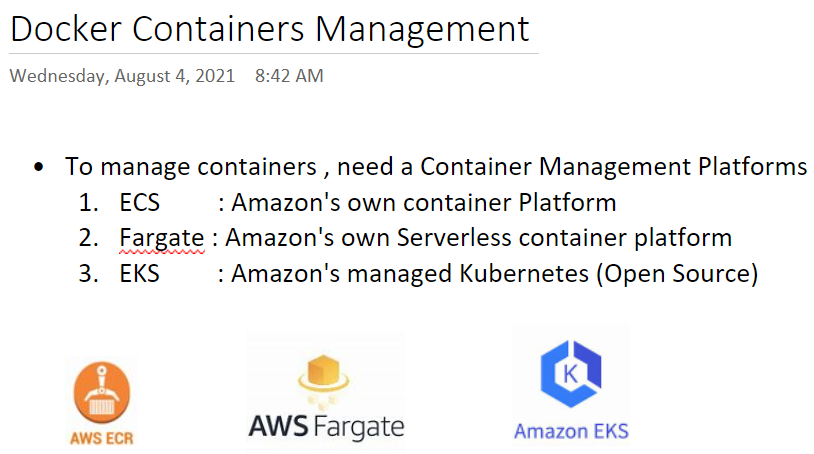 Docker Containers Management
Wednesday, August 4, 2021 8:42 AM
• To manage containers , need a Container Management Platforms
1. ECS : Amazon's own container Platform
2. Fargate : Amazon's own Serverless container platform
3. EKS : Amazon's managed Kubernetes (Open Source)
K
AWS ECR
AWS Fargate
Amazon EKS